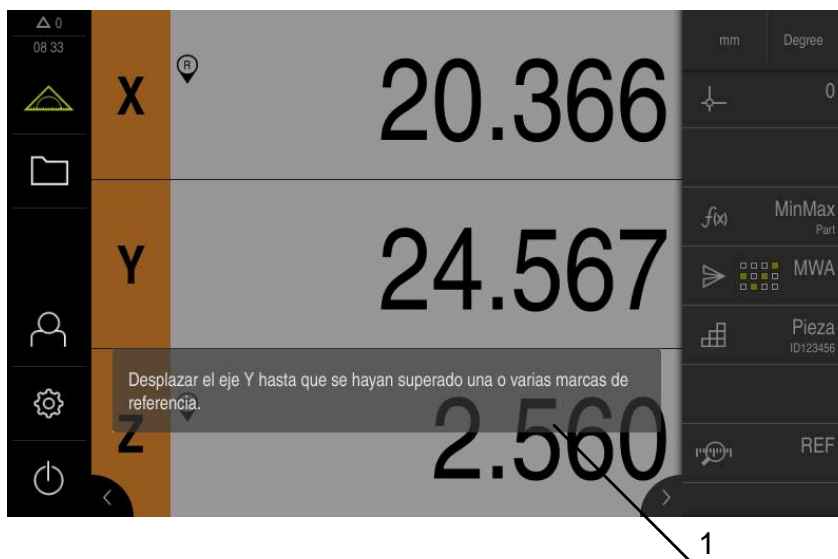 0
08 33
X
R
20.366
mm
Degree
0
Y
24.567
f(x)
MinMax
Part
MWA
Pieza
ID123456
Desplazar el eje Y hasta que se hayan superado una o varias marcas de
referencia.
Z
2.560
REF
1